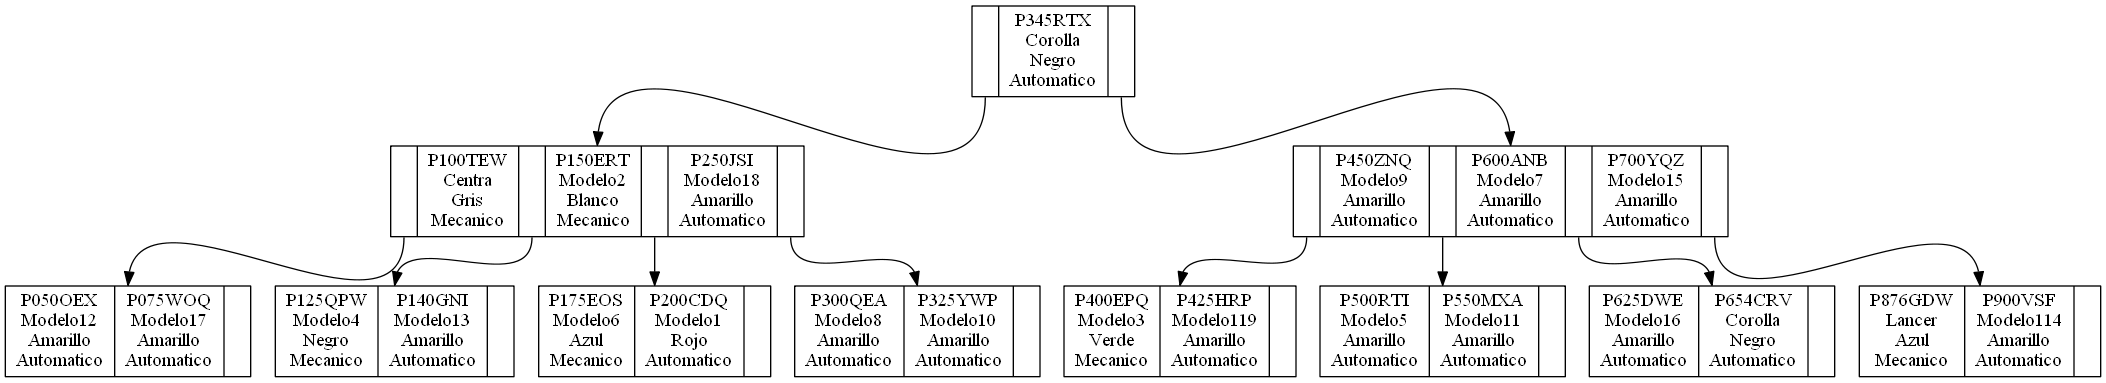 P345RTX
Corolla
Negro
Automatico
P100TEW
Centra
Gris
Mecanico
P150ERT
Modelo2
Blanco
Mecanico
P250JSI
Modelo18
Amarillo
Automatico
P450ZNQ
Modelo9
Amarillo
Automatico
P600ANB
Modelo7
Amarillo
Automatico
P700YQZ
Modelo15
Amarillo
Automatico
P050OEX
Modelo12
Amarillo
Automatico
P075WOQ
Modelo17
Amarillo
Automatico
P125QPW
Modelo4
Negro
Mecanico
P140GNI
Modelo13
Amarillo
Automatico
P175EOS
Modelo6
Azul
Mecanico
P200CDQ
Modelo1
Rojo
Automatico
P300QEA
Modelo8
Amarillo
Automatico
P325YWP
Modelo10
Amarillo
Automatico
P400EPQ
Modelo3
Verde
Mecanico
P425HRP
Modelo119
Amarillo
Automatico
P500RTI
Modelo5
Amarillo
Automatico
P550MXA
Modelo11
Amarillo
Automatico
P625DWE
Modelo16
Amarillo
Automatico
P654CRV
Corolla
Negro
Automatico
P876GDW
Lancer
Azul
Mecanico
P900VSF
Modelo114
Amarillo
Automatico